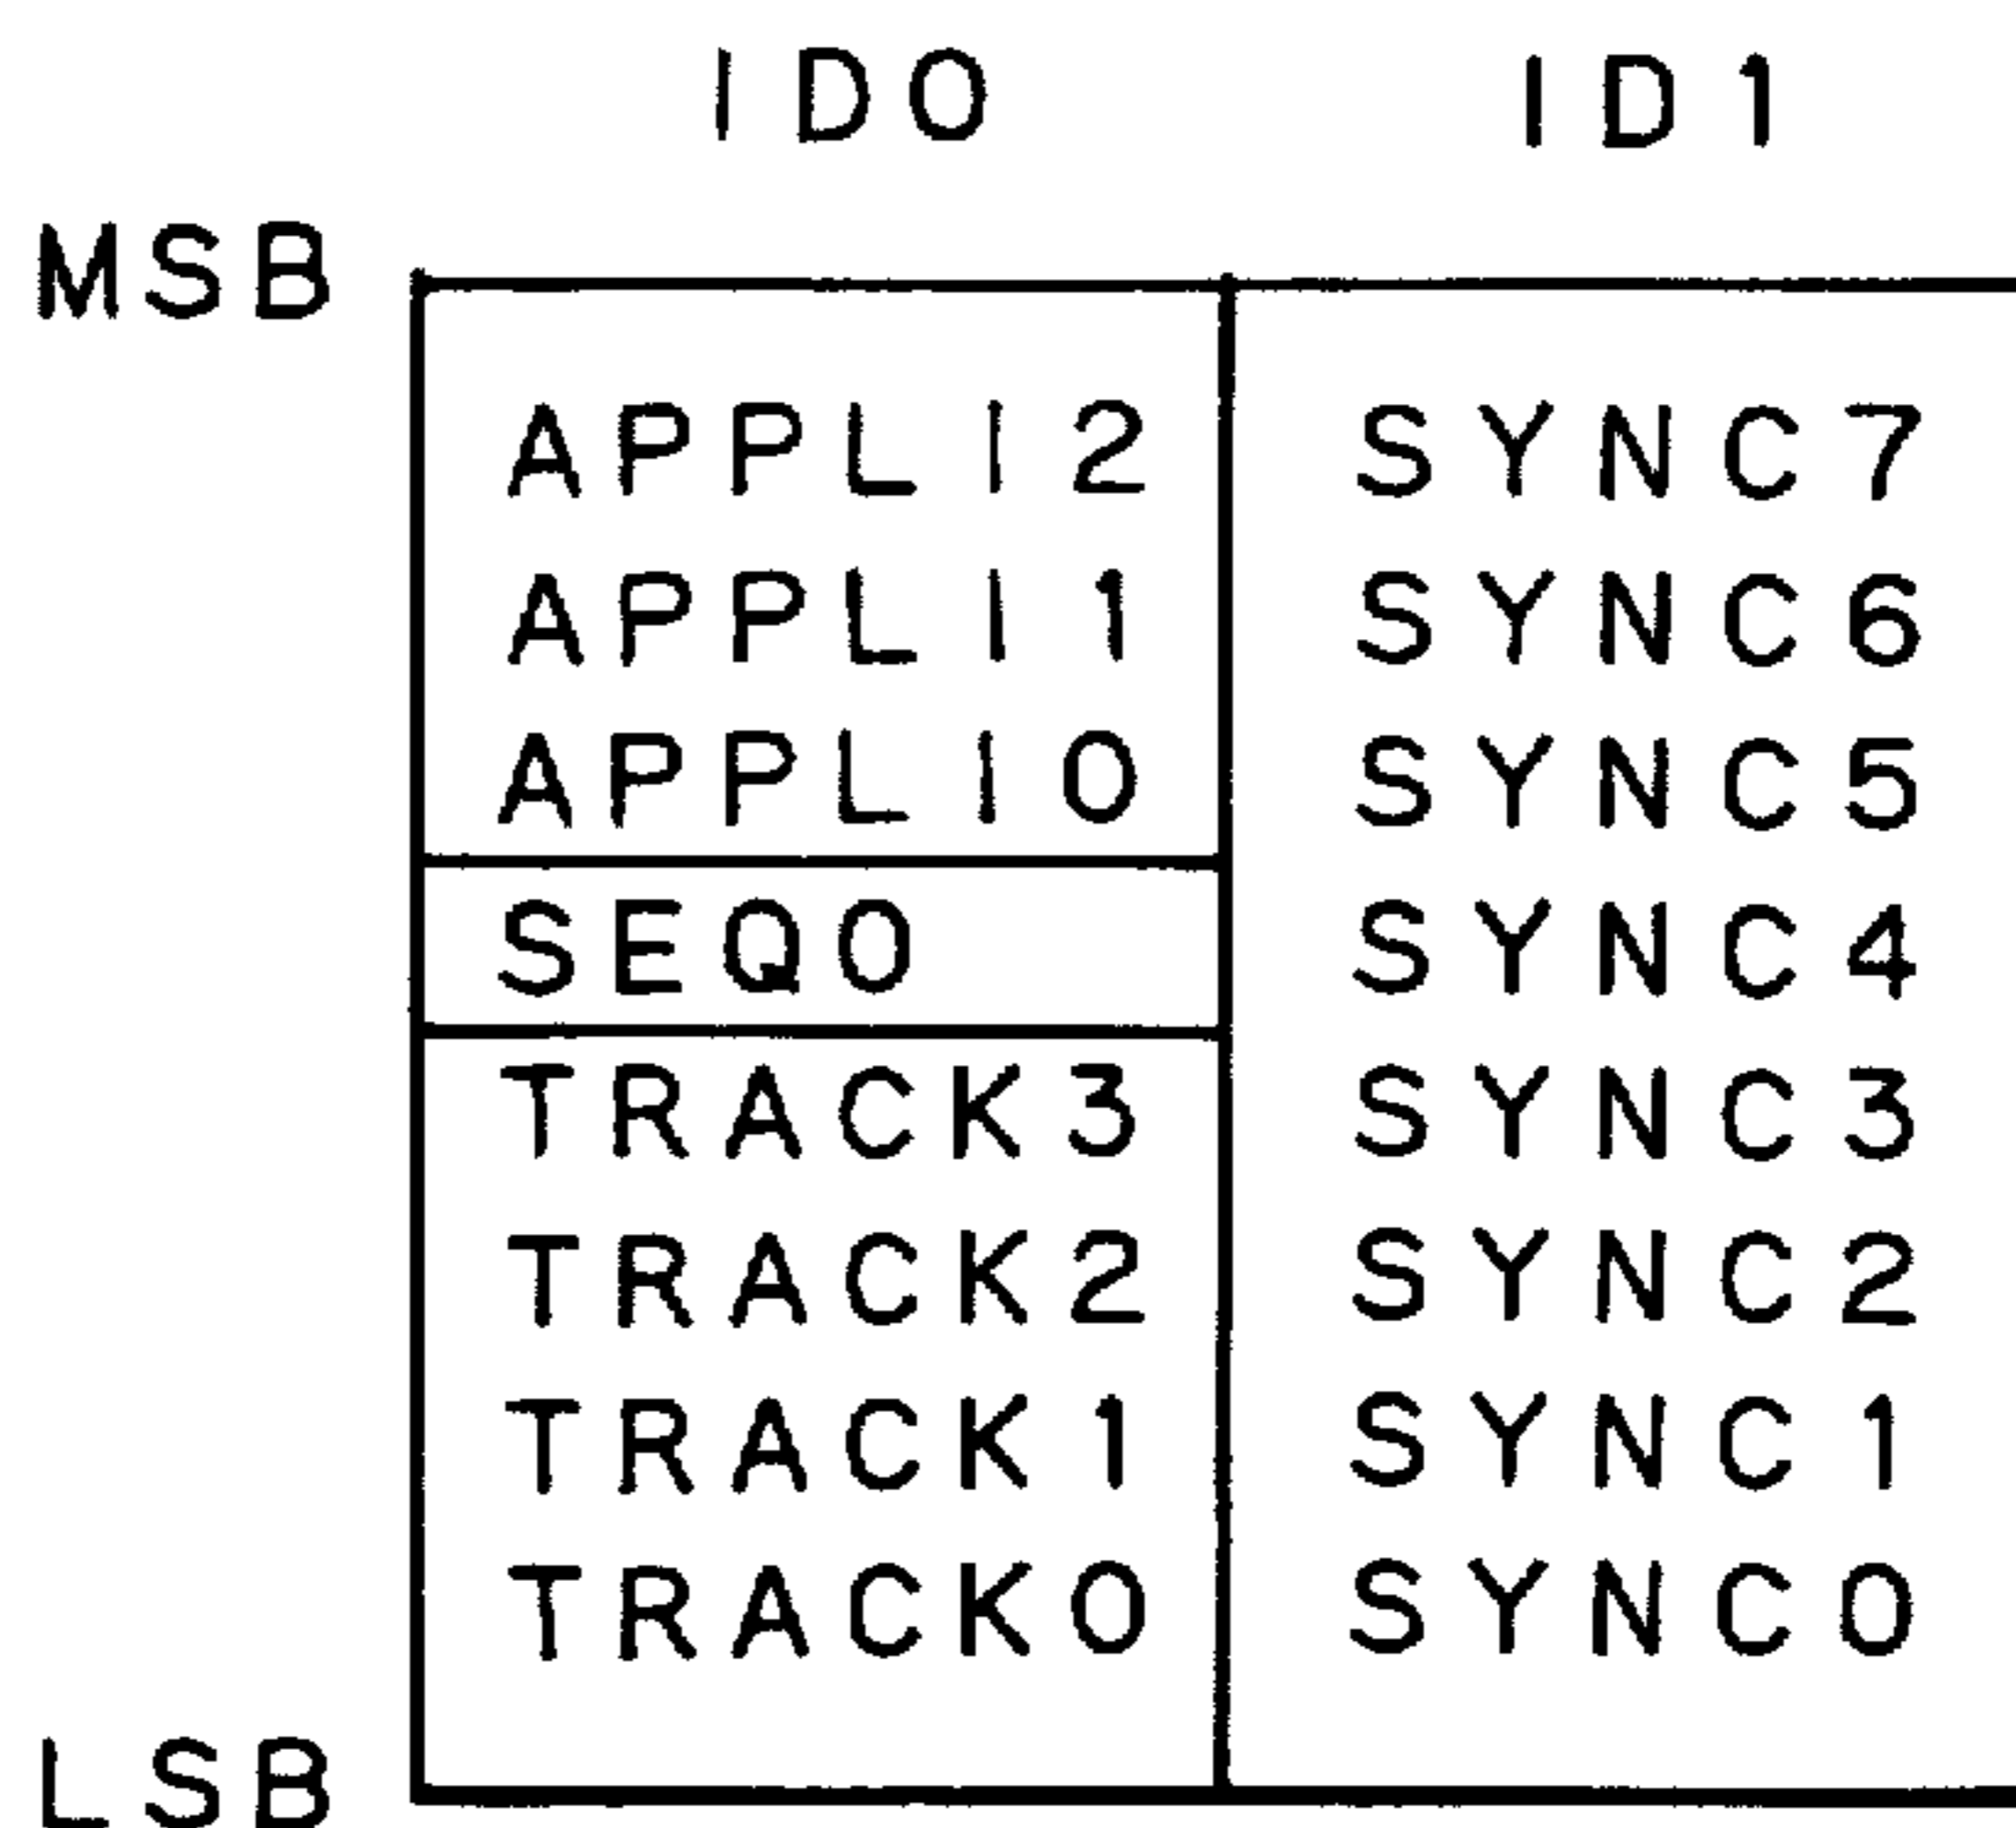 ID0 ID1
MSB
APPLI2 SYNC7
APPLI1 SYNC6
APPLI0 SYNC5
SEQ0 SYNC4
TRACK3 SYNC3
TRACK2 SYNC2
TRACK1 SYNC1
TRACK0 SYNC0
LSB